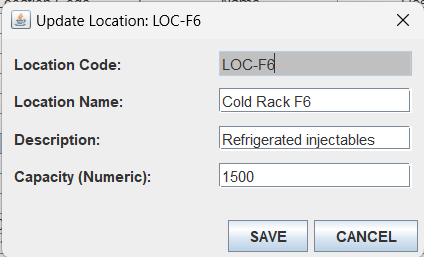 Update Location: LOC-F6
Location Code: LOC-F6
Location Name: Cold Rack F6
Description: Refrigerated injectables
Capacity (Numeric): 1500
SAVE CANCEL